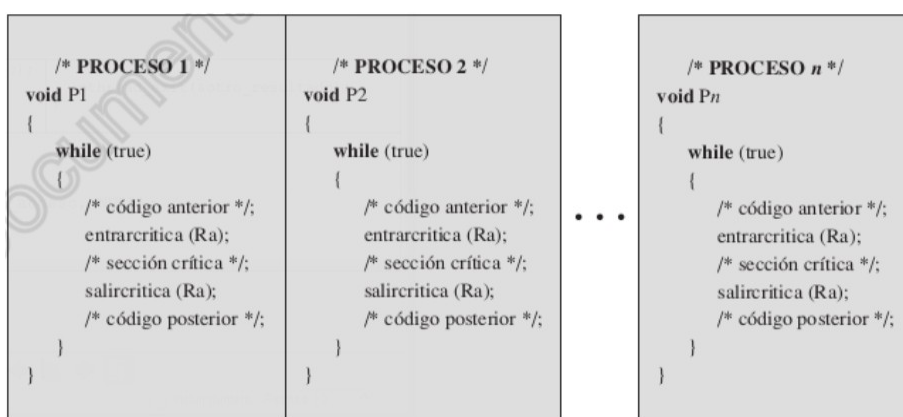 /* PROCESO 1 */
void P1
{
while (true)
{
/* código anterior */;
entrarcritica (Ra);
/* sección crítica */;
salircritica (Ra);
/* código posterior */;
}
}
/* PROCESO 2 */
void P2
{
while (true)
{
/* código anterior */;
entrarcritica (Ra);
/* sección crítica */;
salircritica (Ra);
/* código posterior */;
}
}
• • •
/* PROCESO n */
void Pn
{
while (true)
{
/* código anterior */;
entrarcritica (Ra);
/* sección crítica */;
salircritica (Ra);
/* código posterior */;
}
}